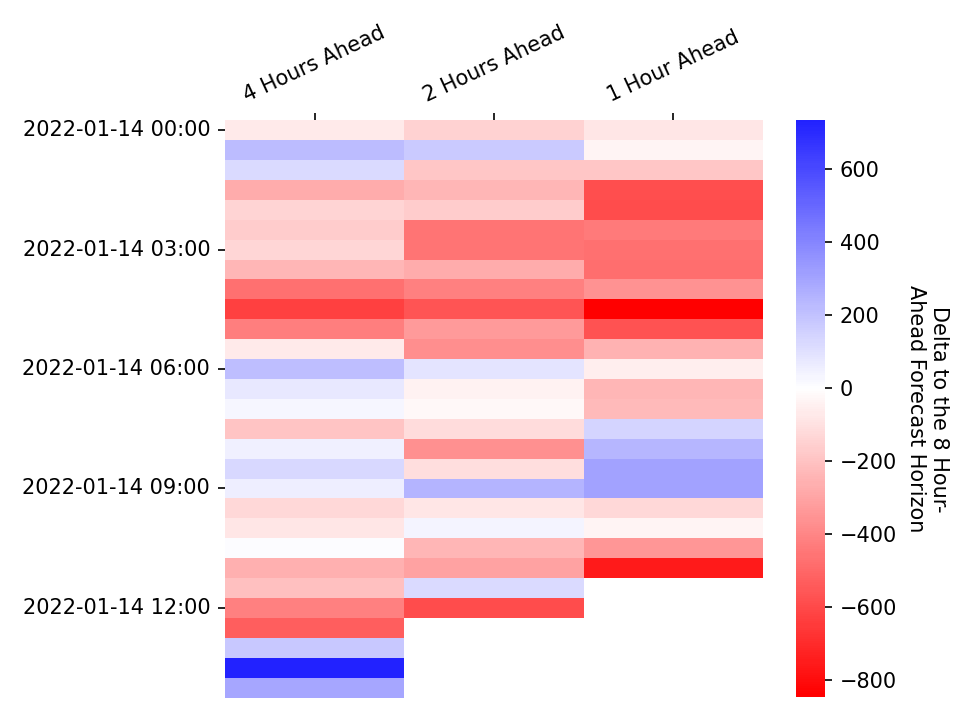 4 Hours Ahead
2 Hours Ahead
1 Hour Ahead
2022-01-14 00:00
2022-01-14 03:00
2022-01-14 06:00
2022-01-14 09:00
2022-01-14 12:00
600
400
200
0
−200
−400
−600
−800
Delta to the 8 Hour-
Ahead Forecast Horizon